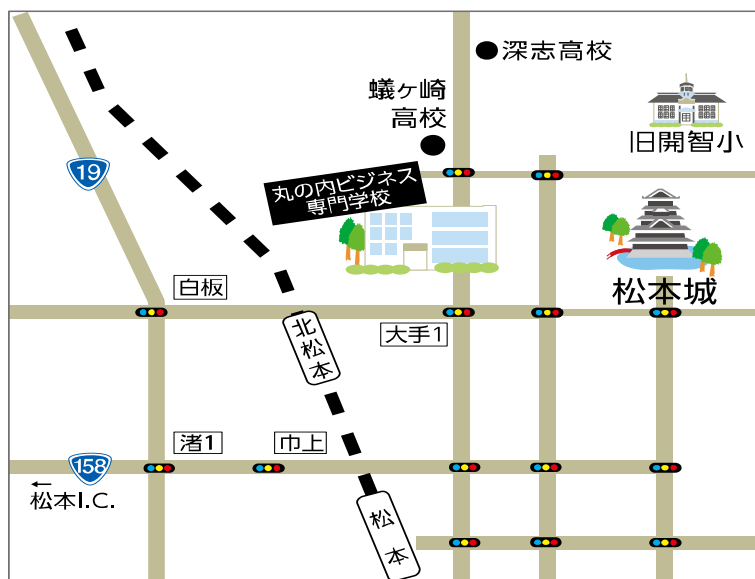 深志高校
蟻ヶ崎
高校
旧開智小
19
丸の内ビジネス
専門学校
松本城
白板
大手1
北松本
渚1
巾上
158
←
松本I.C.
松本